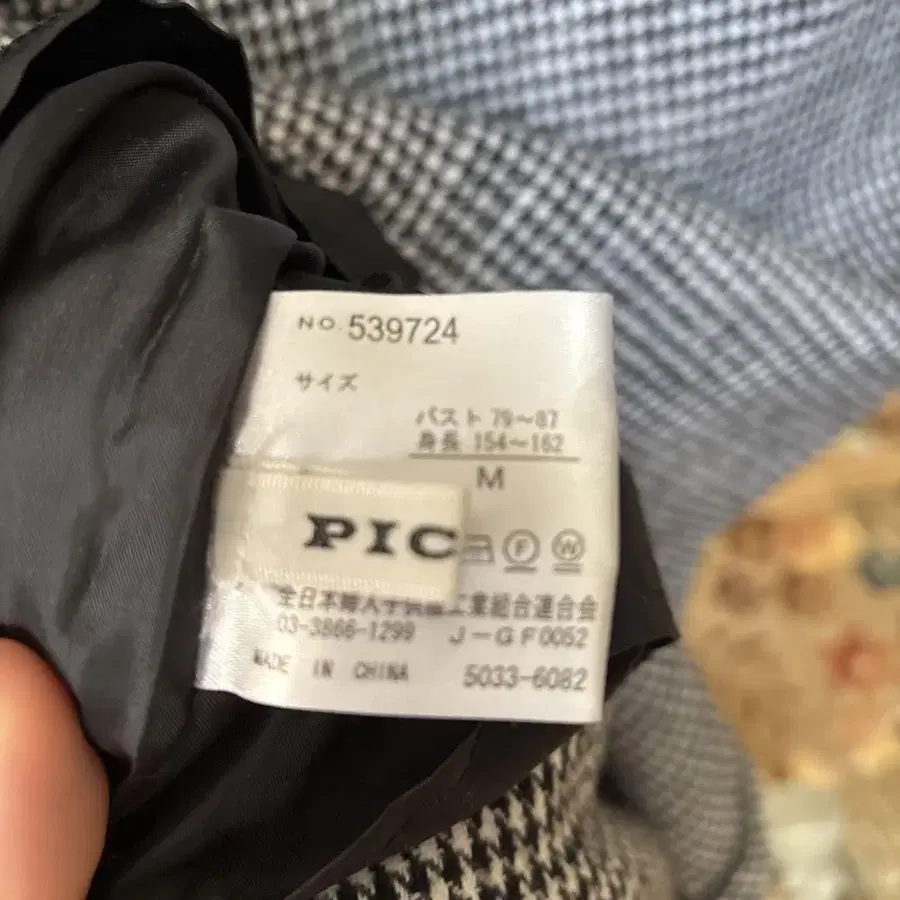 NO. 539724
サイズ
バスト 79〜87
身長 154〜162
M
PIC
F W
全日本婦人子供服工業組合連合会
03-3866-1299 J-GF0052
MADE IN CHINA 5033-6082